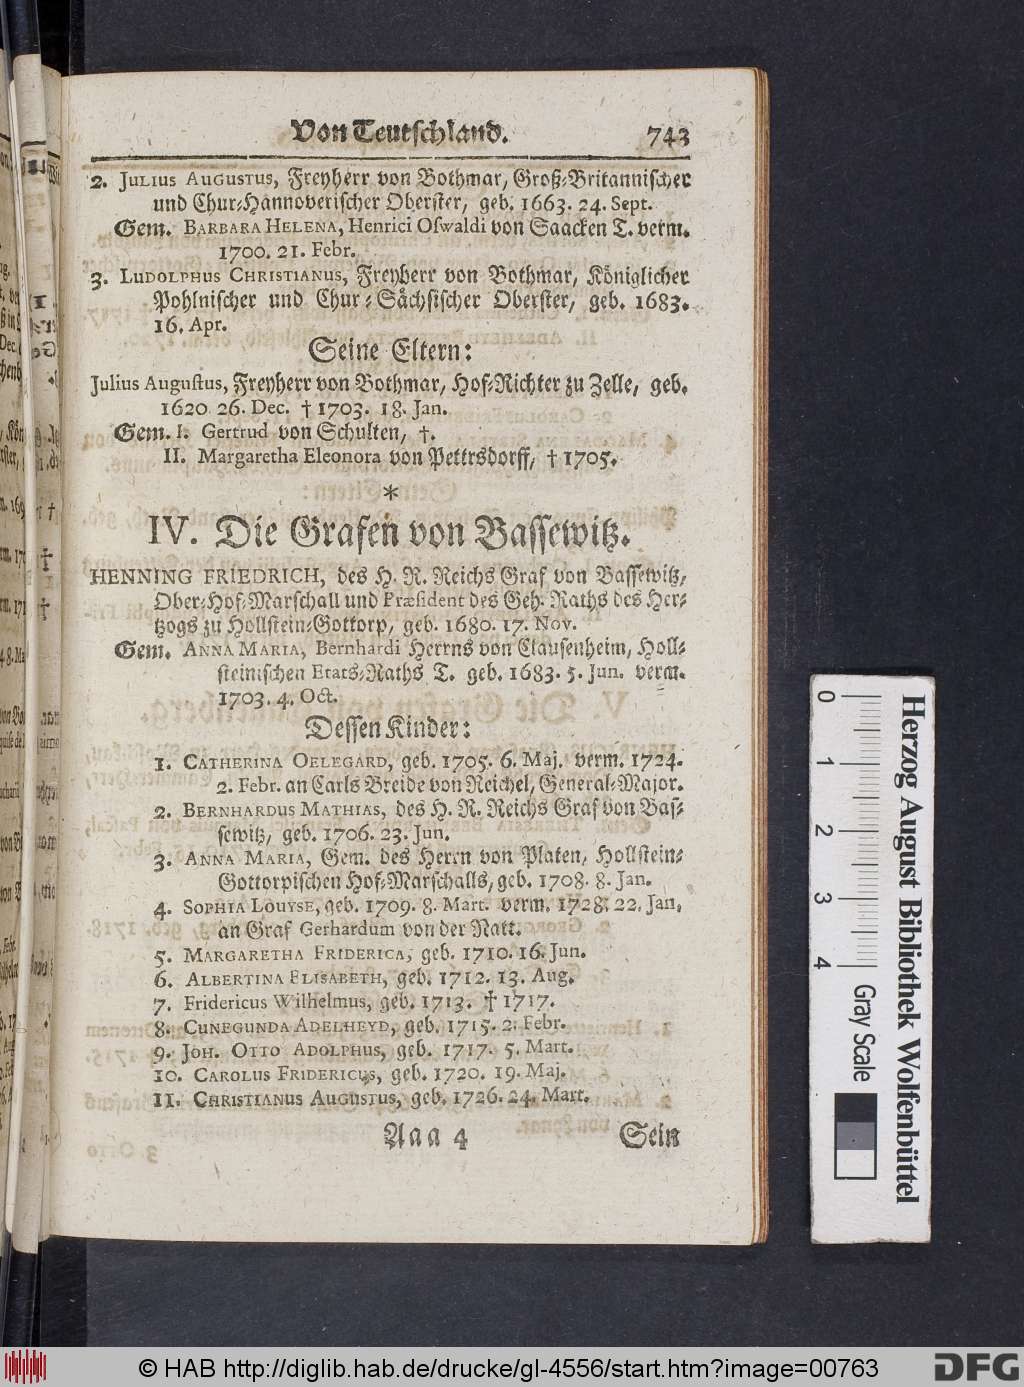 Von Teutschland. 743
2. JULIUS AUGUSTUS, Freyherr von Bothmar, Groß-Britannischer
und Chur-Hannoverischer Oberster, geb. 1663. 24. Sept.
Gem. BARBARA HELENA, Henrici Oswaldi von Saacken T. verm.
1700. 21. Febr.
3. LUDOLPHUS CHRISTIANUS, Freyherr von Bothmar, Königlicher
Pohlnischer und Chur-Sächsischer Oberster, geb. 1683.
16. Apr.
Seine Eltern:
Julius Augustus, Freyherr von Bothmar, Hof-Richter zu Zelle, geb.
1620 26. Dec. † 1703. 18. Jan.
Gem. I. Gertrud von Schulten, †.
II. Margaretha Eleonora von Petersdorff, † 1705.
*
IV. Die Grafen von Bassewitz.
HENNING FRIEDRICH, des H. R. Reichs Graf von Bassewitz,
Ober-Hof-Marschall und Præsident des Geh. Raths des Her-
tzogs zu Hollstein-Gottorp, geb. 1680. 17. Nov.
Gem. ANNA MARIA, Bernhardi Herrns von Clausenheim, Holl-
steinischen Etats-Raths T. geb. 1683. 5. Jun. verm.
1703. 4. Oct.
Dessen Kinder:
1. CATHERINA OELEGARD, geb. 1705. 6. Maj. verm. 1724.
2. Febr. an Carls Breide von Reichel, General-Major.
2. BERNHARDUS MATHIAS, des H. R. Reichs Graf von Bas-
sewitz, geb. 1706. 23. Jun.
3. ANNA MARIA, Gem. des Herrn von Platen, Hollstein-
Gottorpischen Hof-Marschalls, geb. 1708. 8. Jan.
4. SOPHIA LOUYSE, geb. 1709. 8. Mart. verm. 1728. 22. Jan.
an Graf Gerhardum von der Natt.
5. MARGARETHA FRIDERICA, geb. 1710. 16. Jun.
6. ALBERTINA ELISABETH, geb. 1712. 13. Aug.
7. Fridericus Wilhelmus, geb. 1713. † 1717.
8. CUNEGUNDA ADELHEYD, geb. 1715. 2. Febr.
9. JOH. OTTO ADOLPHUS, geb. 1717. 5. Mart.
10. CAROLUS FRIDERICUS, geb. 1720. 19. Maj.
11. CHRISTIANUS AUGUSTUS, geb. 1726. 24. Mart.
Aaa 4 Sein
0 1 2 3 4
Gray Scale
Herzog August Bibliothek Wolfenbüttel
© HAB http://diglib.hab.de/drucke/gl-4556/start.htm?image=00763
DFG